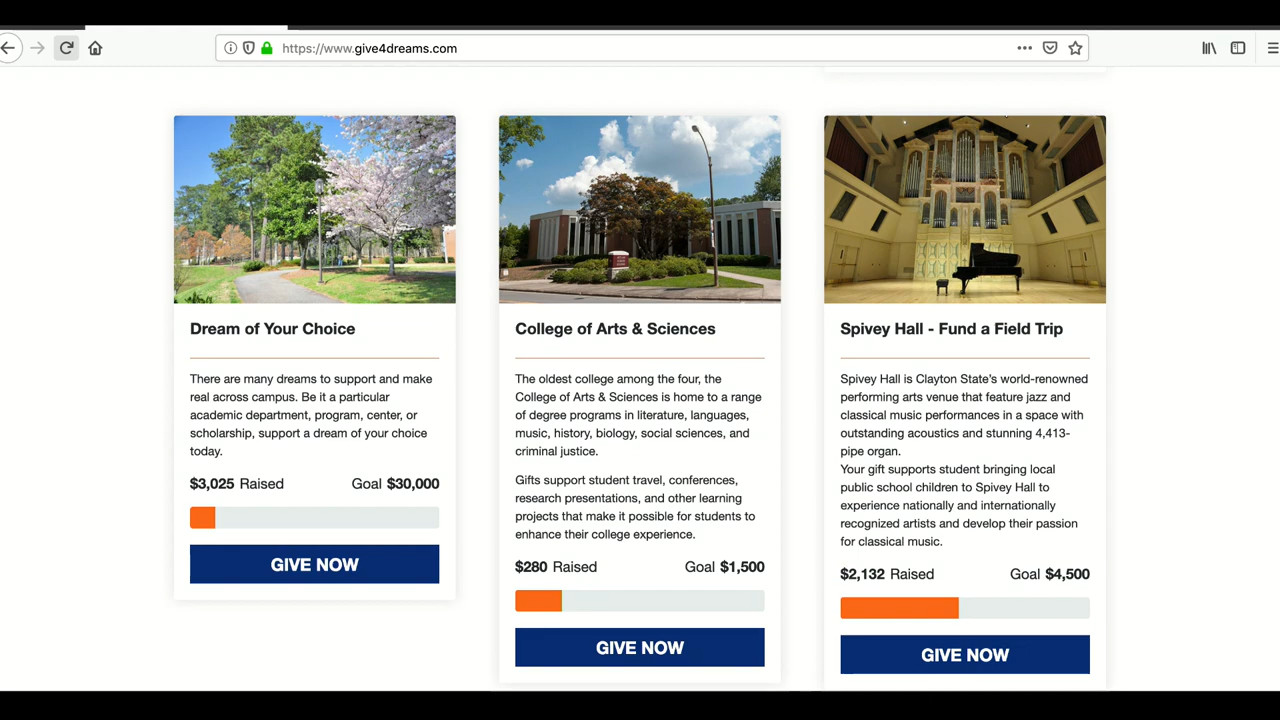 https://www.give4dreams.com
Dream of Your Choice
There are many dreams to support and make
real across campus. Be it a particular
academic department, program, center, or
scholarship, support a dream of your choice
today.
$3,025 Raised Goal $30,000
GIVE NOW
College of Arts & Sciences
The oldest college among the four, the
College of Arts & Sciences is home to a range
of degree programs in literature, languages,
music, history, biology, social sciences, and
criminal justice.
Gifts support student travel, conferences,
research presentations, and other learning
projects that make it possible for students to
enhance their college experience.
$280 Raised Goal $1,500
GIVE NOW
Spivey Hall - Fund a Field Trip
Spivey Hall is Clayton State's world-renowned
performing arts venue that feature jazz and
classical music performances in a space with
outstanding acoustics and stunning 4,413-
pipe organ.
Your gift supports student bringing local
public school children to Spivey Hall to
experience nationally and internationally
recognized artists and develop their passion
for classical music.
$2,132 Raised Goal $4,500
GIVE NOW